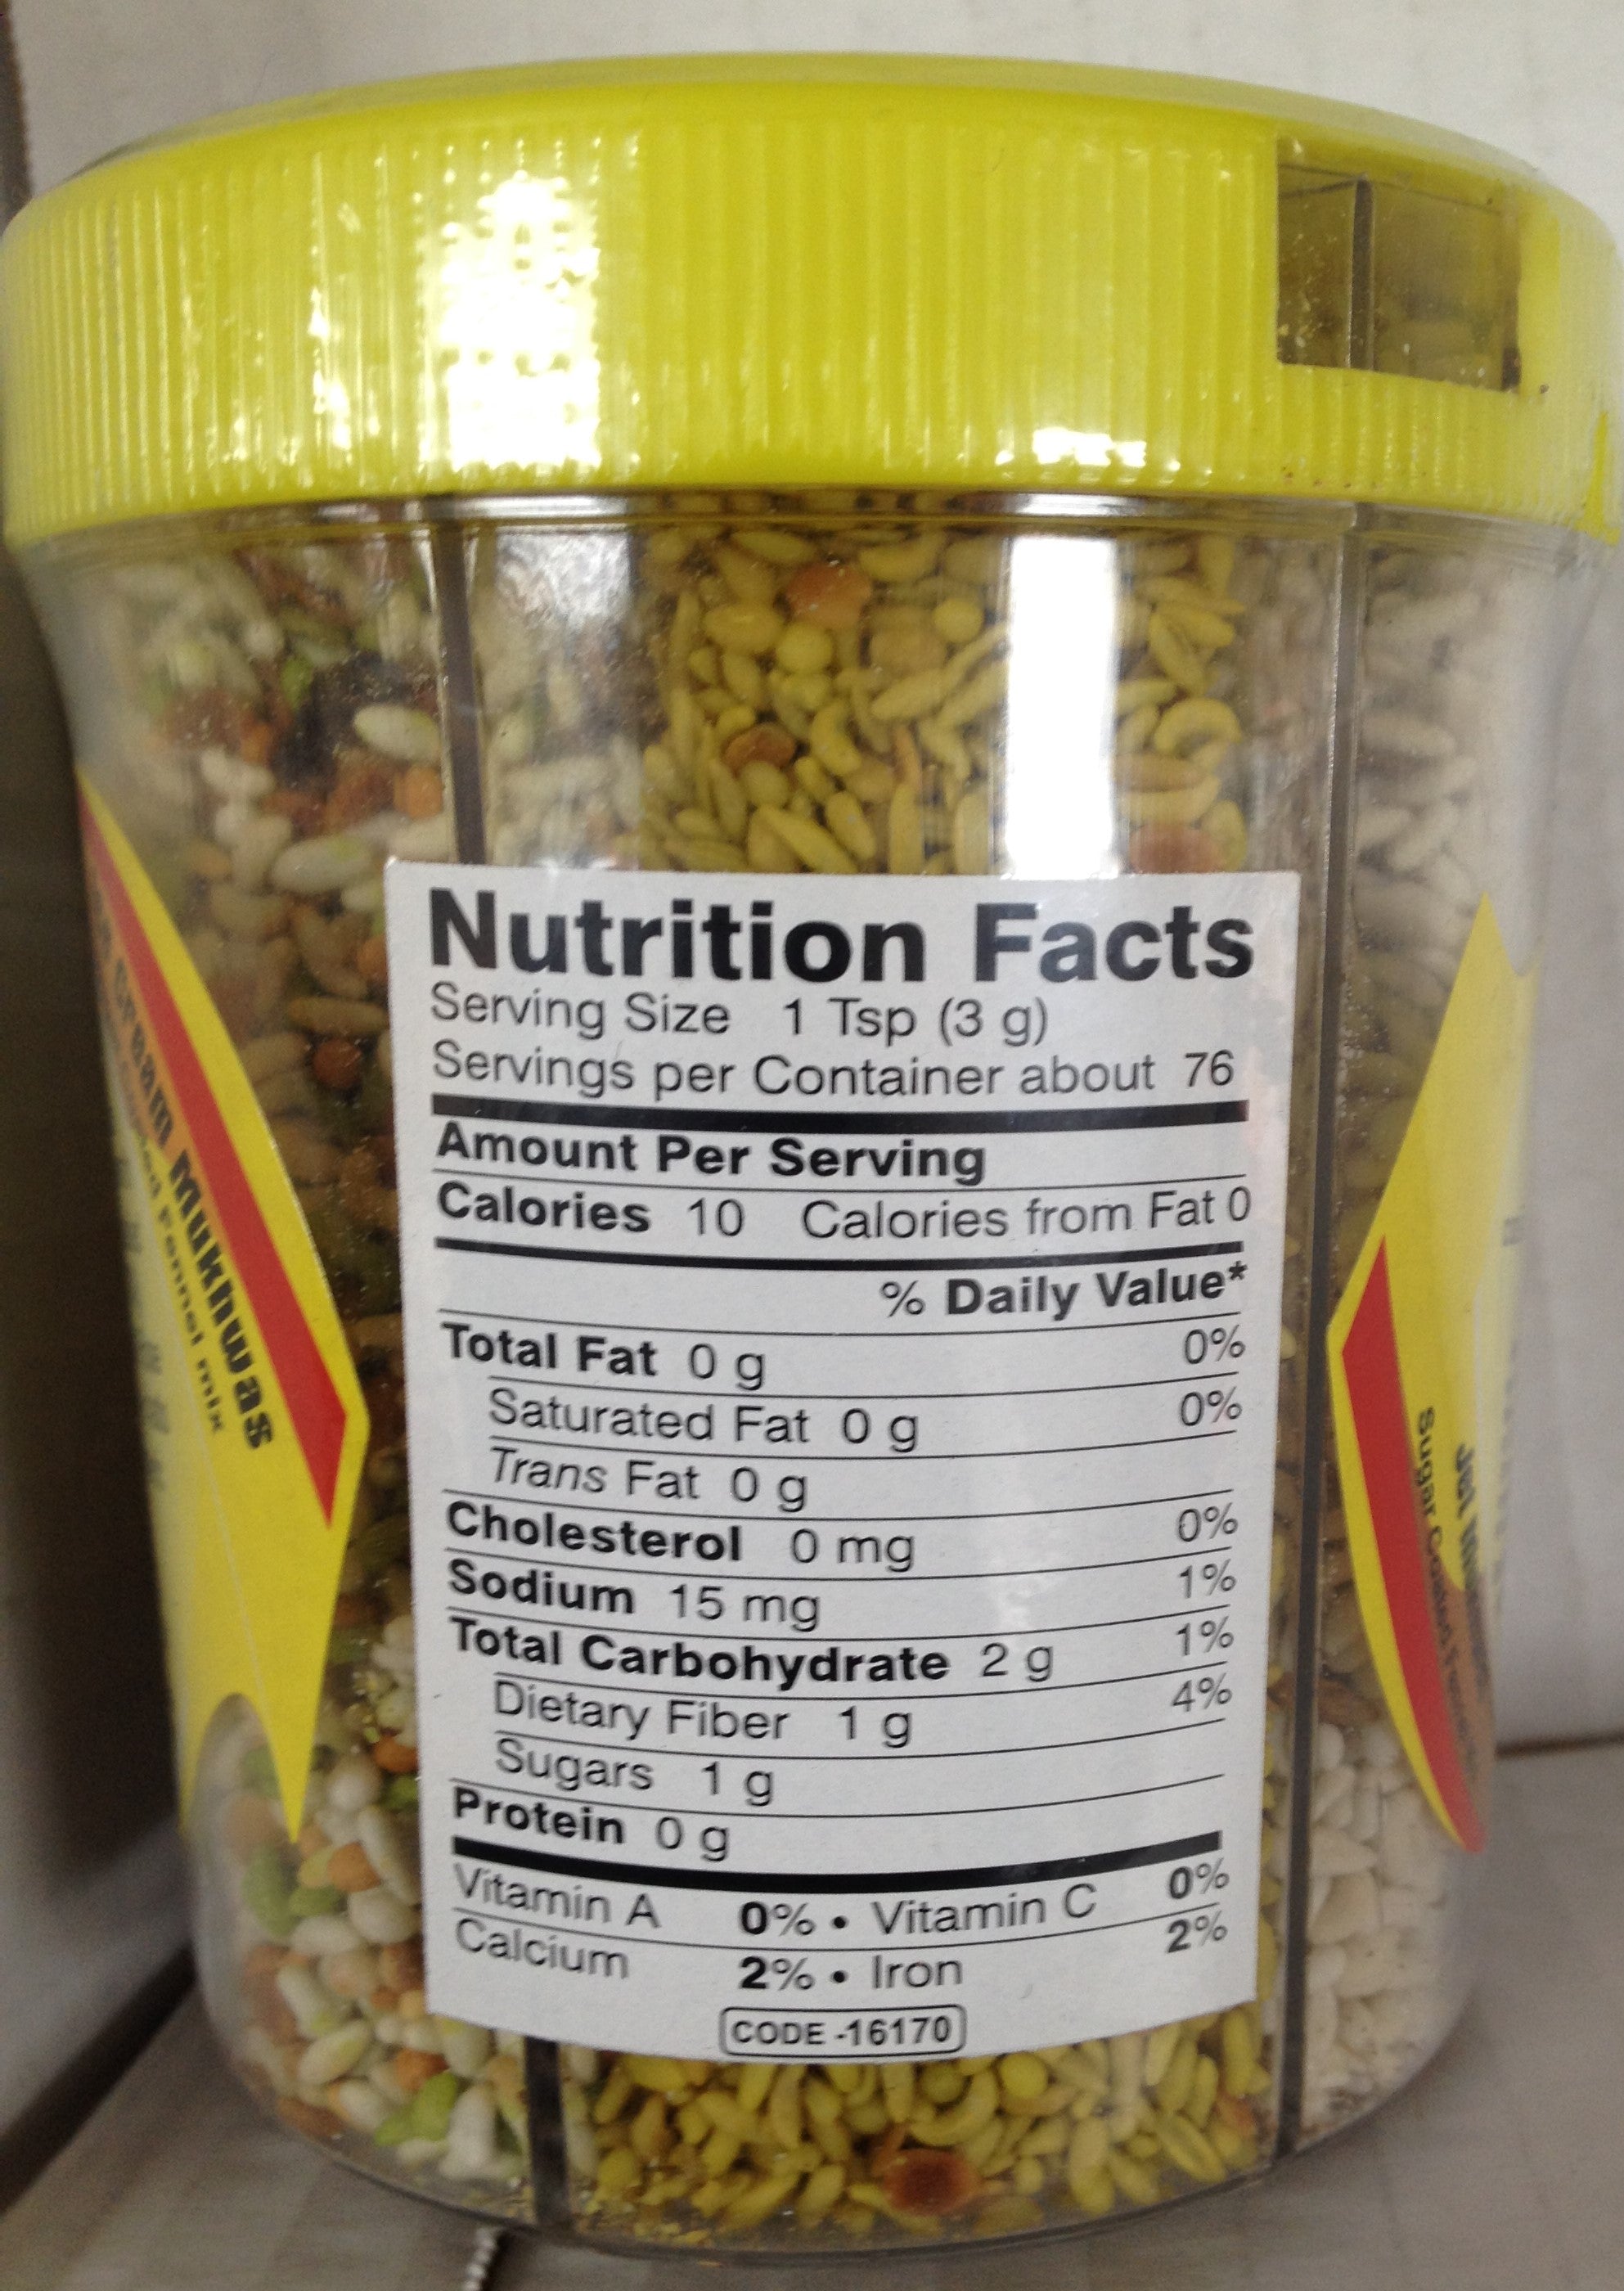 Nutrition Facts
Serving Size 1 Tsp (3 g)
Servings per Container about 76
Amount Per Serving
Calories 10 Calories from Fat 0
% Daily Value*
Total Fat 0 g 0%
Saturated Fat 0 g 0%
Trans Fat 0 g
Cholesterol 0 mg 0%
Sodium 15 mg 1%
Total Carbohydrate 2 g 1%
Dietary Fiber 1 g 4%
Sugars 1 g
Protein 0 g
Vitamin A 0% • Vitamin C 0%
Calcium 2% • Iron 2%
CODE -16170
Cream Mukhwas
Fennel mix
Jet
Sugar Coated